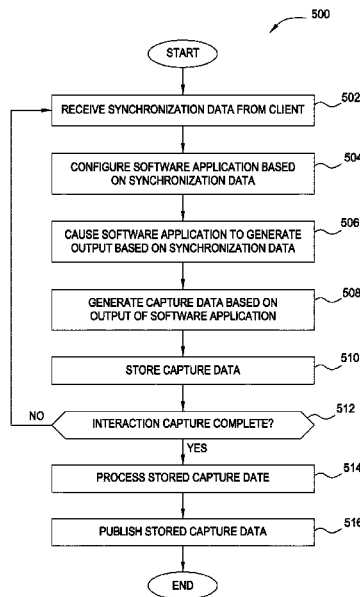 500
START
RECEIVE SYNCHRONIZATION DATA FROM CLIENT
502
CONFIGURE SOFTWARE APPLICATION BASED
ON SYNCHRONIZATION DATA
504
CAUSE SOFTWARE APPLICATION TO GENERATE
OUTPUT BASED ON SYNCHRONIZATION DATA
506
GENERATE CAPTURE DATA BASED ON
OUTPUT OF SOFTWARE APPLICATION
508
STORE CAPTURE DATA
510
NO
INTERACTION CAPTURE COMPLETE?
512
YES
PROCESS STORED CAPTURE DATE
514
PUBLISH STORED CAPTURE DATA
516
END